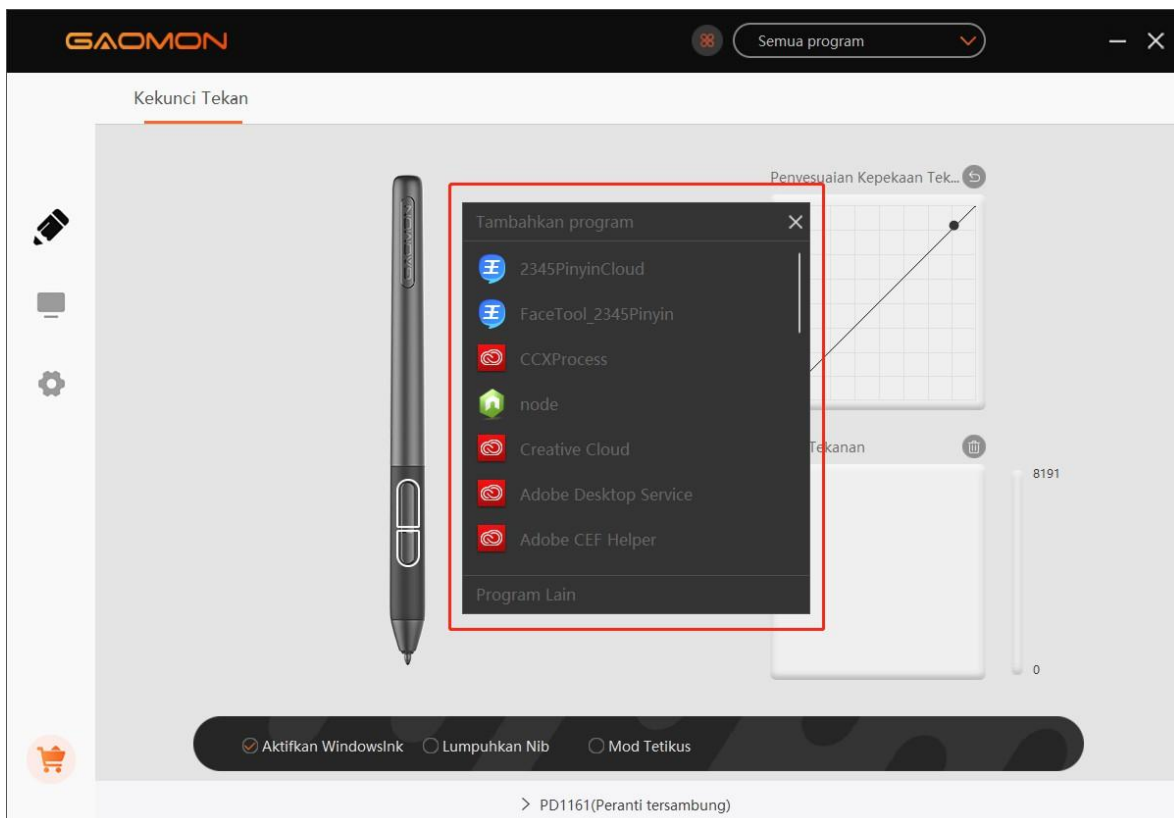 GAOMON
Semua program
Kekunci Tekan
Penyesuaian Kepekaan Tek...
GAOMON
Tambahkan program
2345PinyinCloud
FaceTool_2345Pinyin
CCXProcess
node
Creative Cloud
Adobe Desktop Service
Adobe CEF Helper
Program Lain
Tekanan
8191
0
Aktifkan WindowsInk
Lumpuhkan Nib
Mod Tetikus
PD1161(Peranti tersambung)